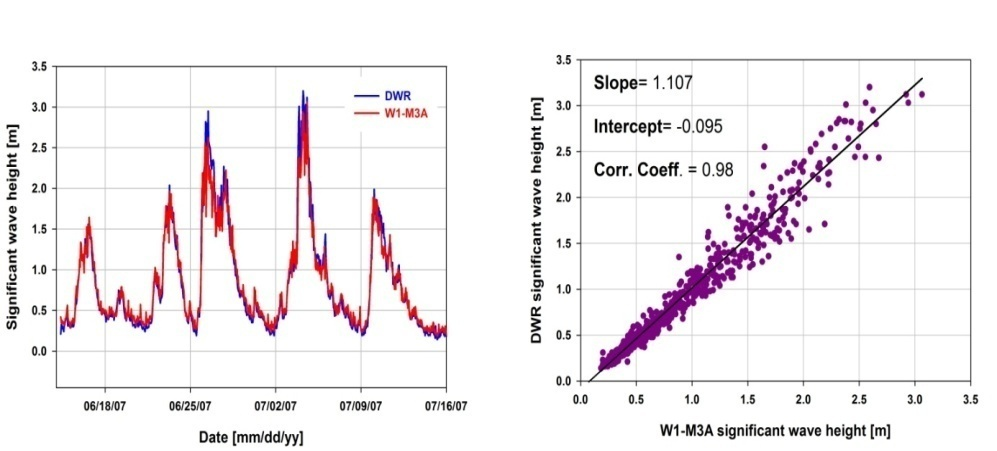 3.5
3.0
2.5
2.0
1.5
1.0
0.5
0.0
Significant wave height [m]
DWR
W1-M3A
06/18/07 06/25/07 07/02/07 07/09/07 07/16/07
Date [mm/dd/yy]
3.5
3.0
2.5
2.0
1.5
1.0
0.5
0.0
DWR significant wave height [m]
Slope= 1.107
Intercept= -0.095
Corr. Coeff. = 0.98
0.0 0.5 1.0 1.5 2.0 2.5 3.0 3.5
W1-M3A significant wave height [m]